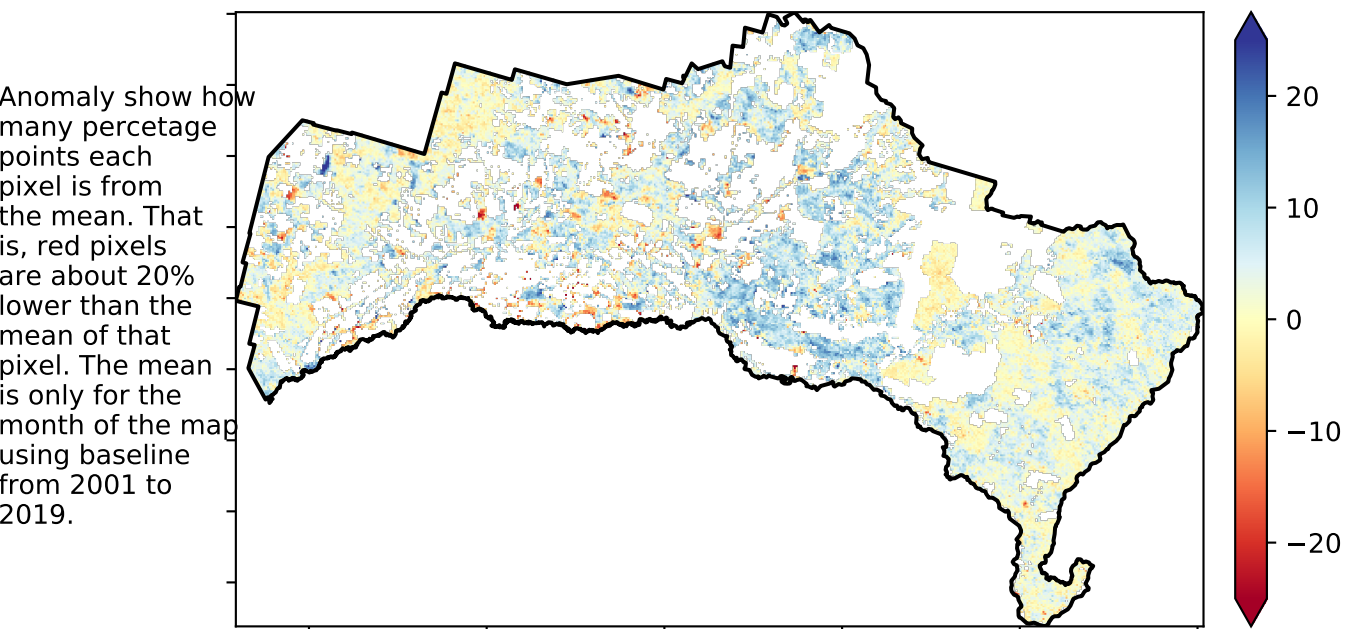 Anomaly show how
many percetage
points each
pixel is from
the mean. That
is, red pixels
are about 20%
lower than the
mean of that
pixel. The mean
is only for the
month of the map
using baseline
from 2001 to
2019.
20
10
0
−10
−20